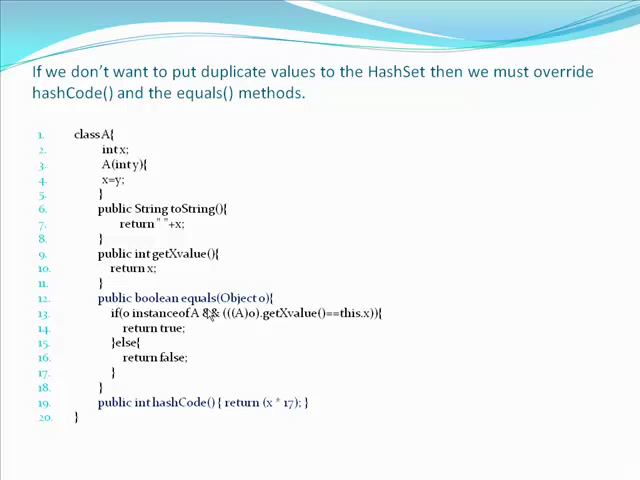 If we don't want to put duplicate values to the HashSet then we must override
hashCode() and the equals() methods.
1. class A{
2. int x;
3. A(int y){
4. x=y;
5. }
6. public String toString(){
7. return " "+x;
8. }
9. public int getXvalue(){
10. return x;
11. }
12. public boolean equals(Object o){
13. if(o instanceof A && (((A)o).getXvalue()==this.x)){
14. return true;
15. }else{
16. return false;
17. }
18. }
19. public int hashCode() { return (x * 17); }
20. }